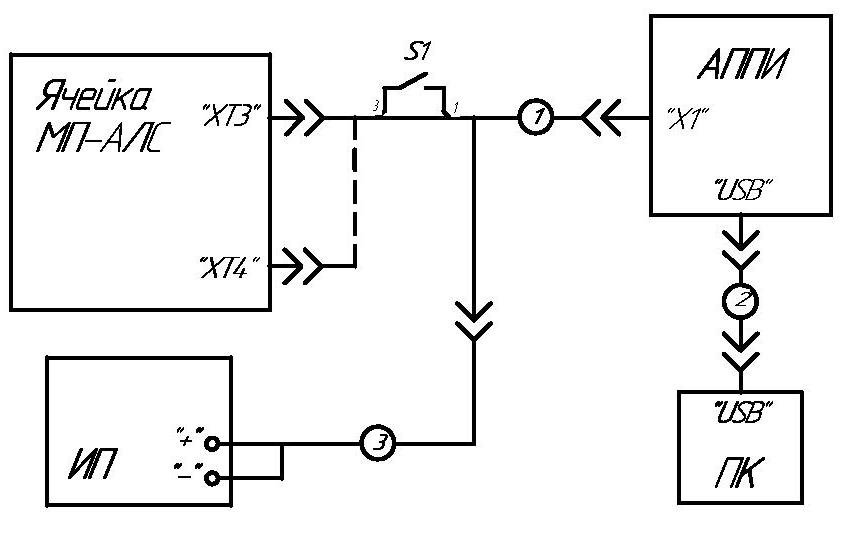 Ячейка
МП-АЛС
"ХТ3"
"ХТ4"
S1
3
1
1
АППИ
"Х1"
"USB"
2
"USB"
ПК
ИП
"+"
"-"
3